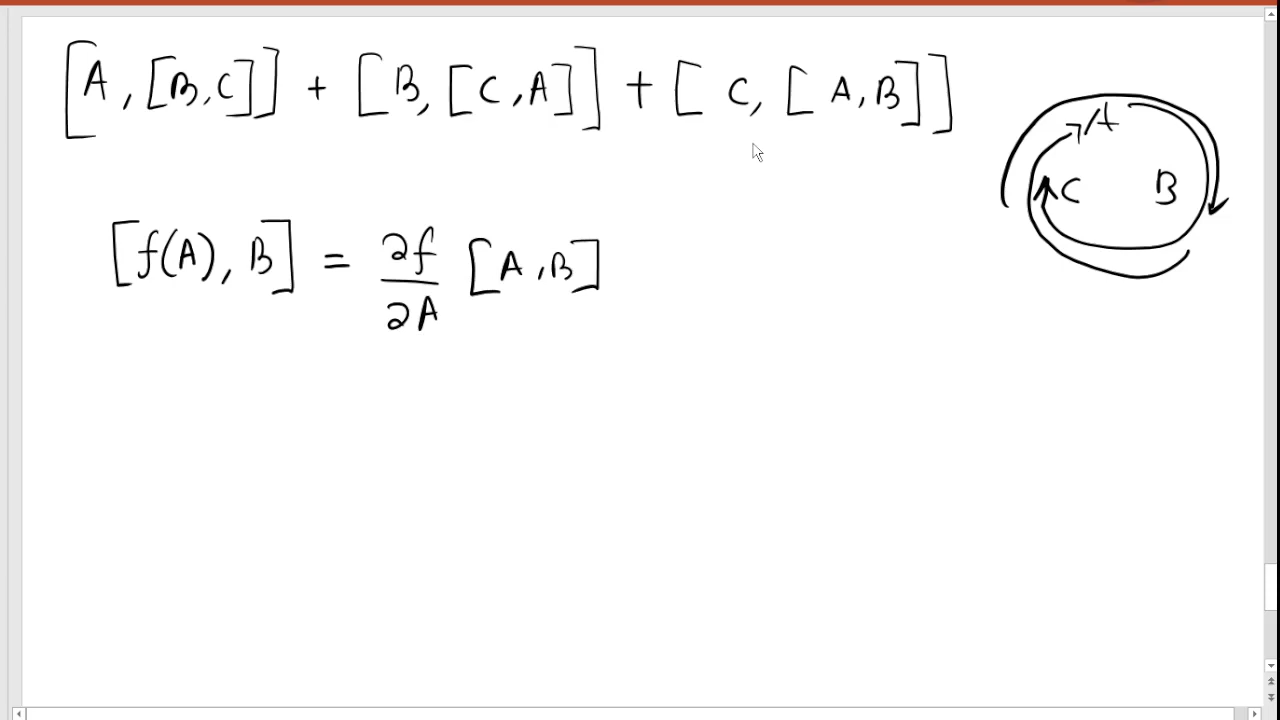 [A, [B, C]] + [B, [C, A]] + [C, [A, B]]
A
C B
[f(A), B] = ∂f/∂A [A, B]